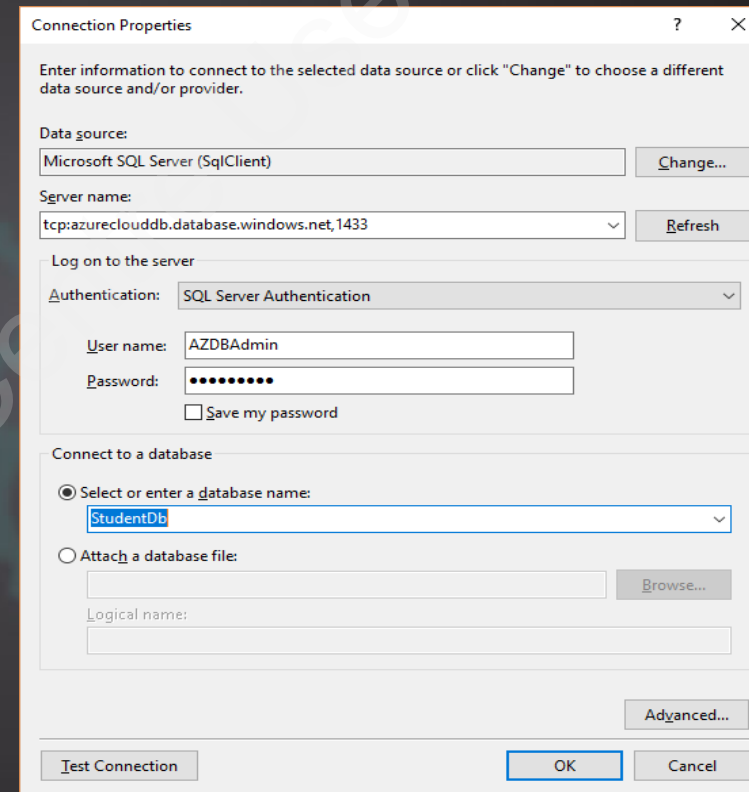 Connection Properties ? ×
Enter information to connect to the selected data source or click "Change" to choose a different
data source and/or provider.
Data source:
Microsoft SQL Server (SqlClient) Change...
Server name:
tcp:azureclouddb.database.windows.net,1433 Refresh
Log on to the server
Authentication: SQL Server Authentication
User name: AZDBAdmin
Password: ●●●●●●●●●
Save my password
Connect to a database
Select or enter a database name:
StudentDb
Attach a database file:
Browse...
Logical name:
Advanced...
Test Connection OK Cancel